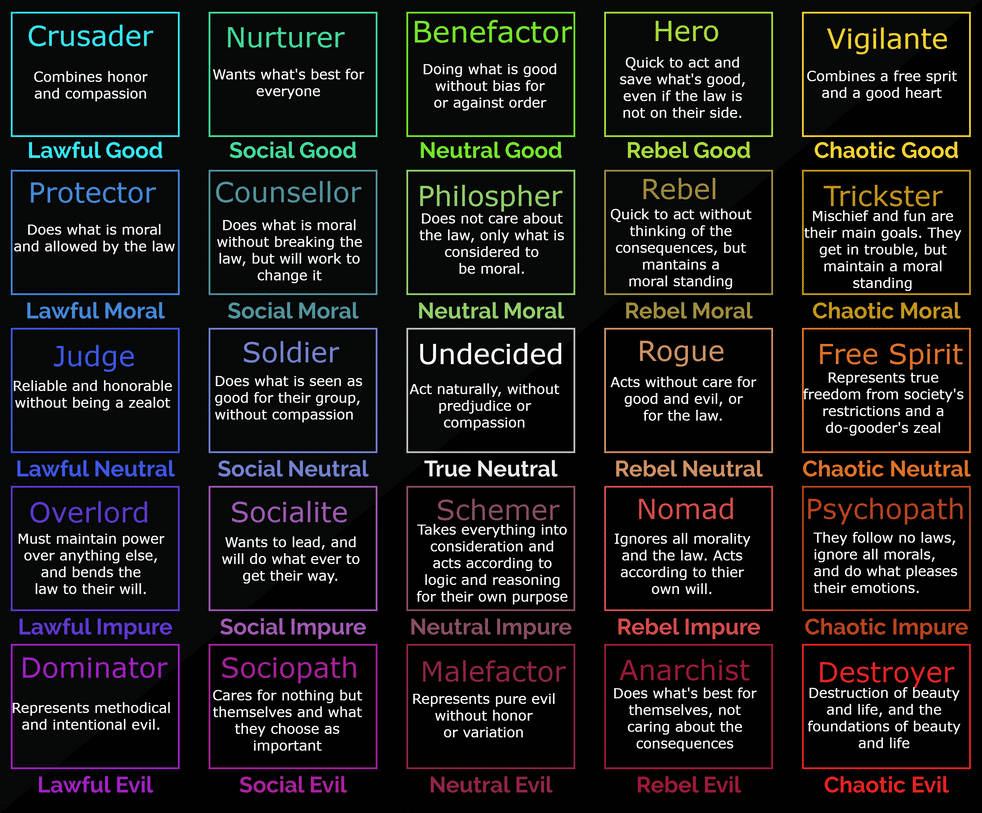 Crusader
Combines honor
and compassion
Lawful Good
Nurturer
Wants what's best for
everyone
Social Good
Benefactor
Doing what is good
without bias for
or against order
Neutral Good
Hero
Quick to act and
save what's good,
even if the law is
not on their side.
Rebel Good
Vigilante
Combines a free sprit
and a good heart
Chaotic Good
Protector
Does what is moral
and allowed by the law
Lawful Moral
Counsellor
Does what is moral
without breaking the
law, but will work to
change it
Social Moral
Philospher
Does not care about
the law, only what is
considered to
be moral.
Neutral Moral
Rebel
Quick to act without
thinking of the
consequences, but
mantains a
moral standing
Rebel Moral
Trickster
Mischief and fun are
their main goals. They
get in trouble, but
maintain a moral
standing
Chaotic Moral
Judge
Reliable and honorable
without being a zealot
Lawful Neutral
Soldier
Does what is seen as
good for their group,
without compassion
Social Neutral
Undecided
Act naturally, without
predjudice or
compassion
True Neutral
Rogue
Acts without care for
good and evil, or
for the law.
Rebel Neutral
Free Spirit
Represents true
freedom from society's
restrictions and a
do-gooder's zeal
Chaotic Neutral
Overlord
Must maintain power
over anything else,
and bends the
law to their will.
Lawful Impure
Socialite
Wants to lead, and
will do what ever to
get their way.
Social Impure
Schemer
Takes everything into
consideration and
acts according to
logic and reasoning
for their own purpose
Neutral Impure
Nomad
Ignores all morality
and the law. Acts
according to thier
own will.
Rebel Impure
Psychopath
They follow no laws,
ignore all morals,
and do what pleases
their emotions.
Chaotic Impure
Dominator
Represents methodical
and intentional evil.
Lawful Evil
Sociopath
Cares for nothing but
themselves and what
they choose as
important
Social Evil
Malefactor
Represents pure evil
without honor
or variation
Neutral Evil
Anarchist
Does what's best for
themselves, not
caring about the
consequences
Rebel Evil
Destroyer
Destruction of beauty
and life, and the
foundations of beauty
and life
Chaotic Evil